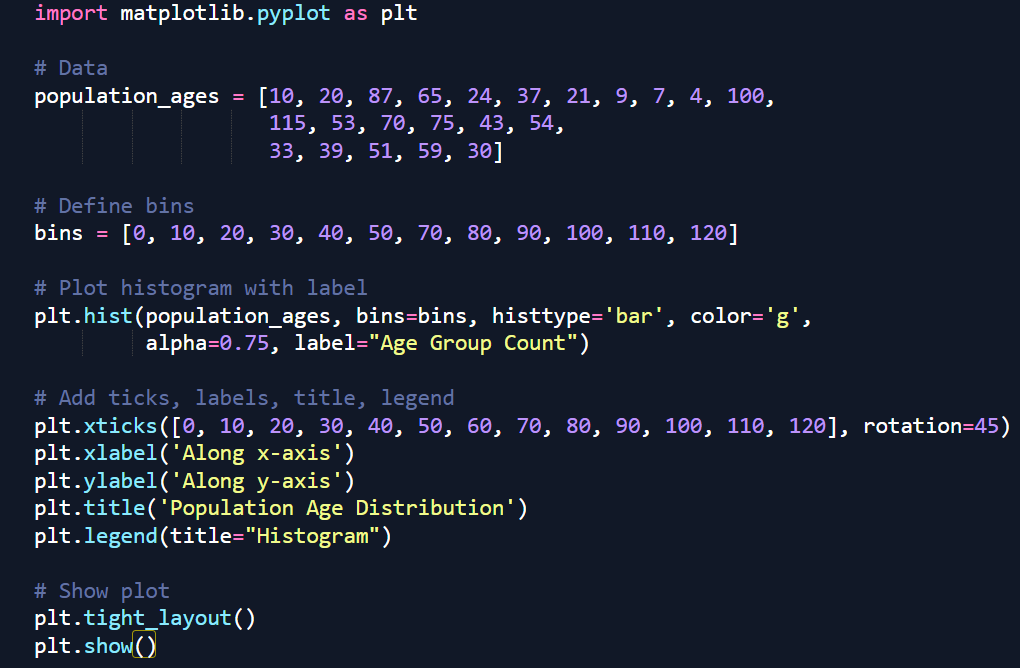 import matplotlib.pyplot as plt

# Data
population_ages = [10, 20, 87, 65, 24, 37, 21, 9, 7, 4, 100,
                   115, 53, 70, 75, 43, 54,
                   33, 39, 51, 59, 30]

# Define bins
bins = [0, 10, 20, 30, 40, 50, 70, 80, 90, 100, 110, 120]

# Plot histogram with label
plt.hist(population_ages, bins=bins, histtype='bar', color='g',
         alpha=0.75, label="Age Group Count")

# Add ticks, labels, title, legend
plt.xticks([0, 10, 20, 30, 40, 50, 60, 70, 80, 90, 100, 110, 120], rotation=45)
plt.xlabel('Along x-axis')
plt.ylabel('Along y-axis')
plt.title('Population Age Distribution')
plt.legend(title="Histogram")

# Show plot
plt.tight_layout()
plt.show()